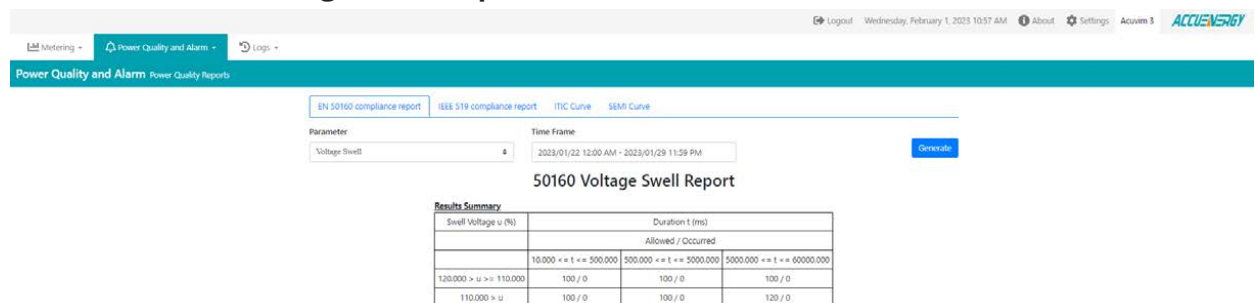 Logout Wednesday, February 1, 2023 10:57 AM About Settings Acuvim 3 ACCUENERGY
Metering Power Quality and Alarm Logs
Power Quality and Alarm Power Quality Reports
EN 50160 compliance report IEEE 519 compliance report ITIC Curve SEMI Curve
Parameter Time Frame
Voltage Swell 2023/01/22 12:00 AM - 2023/01/29 11:59 PM Generate
50160 Voltage Swell Report
Results Summary
Swell Voltage u (%) Duration t (ms)
Allowed / Occurred
10.000 <= t <= 500.000 500.000 <= t <= 5000.000 5000.000 <= t <= 60000.000
120.000 > u >= 110.000 100 / 0 100 / 0 100 / 0
110.000 > u 100 / 0 100 / 0 120 / 0